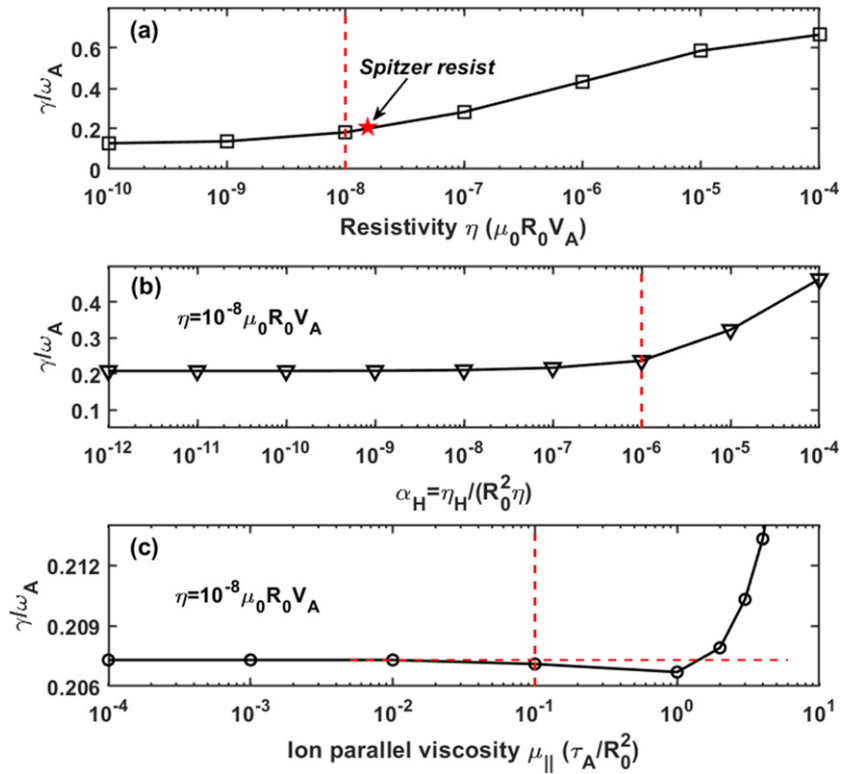 (a)
Spitzer resist
γ/ω_A
0.6
0.4
0.2
0
10^-10 10^-9 10^-8 10^-7 10^-6 10^-5 10^-4
Resistivity η (μ_0R_0V_A)
(b)
η=10^-8μ_0R_0V_A
γ/ω_A
0.4
0.3
0.2
0.1
10^-12 10^-11 10^-10 10^-9 10^-8 10^-7 10^-6 10^-5 10^-4
α_H=η_H/(R_0^2η)
(c)
η=10^-8μ_0R_0V_A
γ/ω_A
0.212
0.209
0.206
10^-4 10^-3 10^-2 10^-1 10^0 10^1
Ion parallel viscosity μ_|| (τ_A/R_0^2)